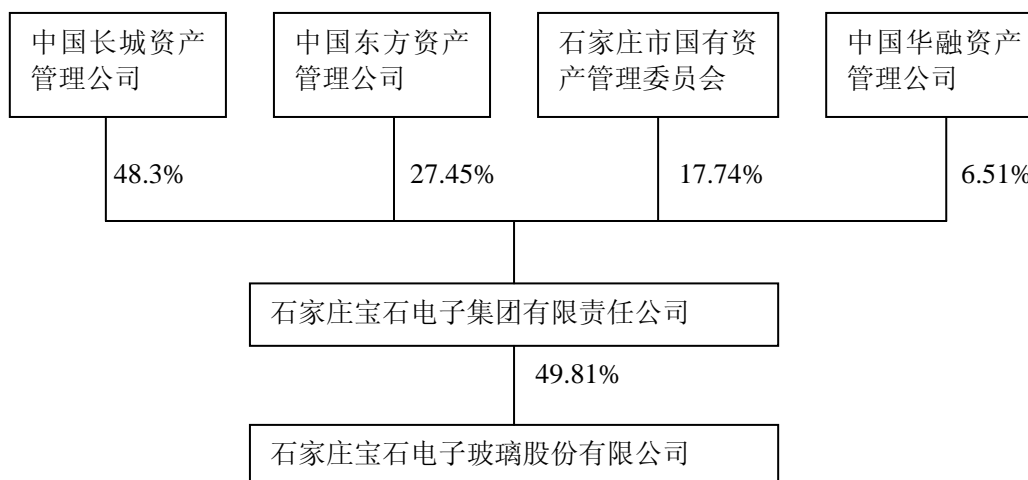 中国长城资产
管理公司
中国东方资产
管理公司
石家庄市国有资
产管理委员会
中国华融资产
管理公司
48.3%
27.45%
17.74%
6.51%
石家庄宝石电子集团有限责任公司
49.81%
石家庄宝石电子玻璃股份有限公司